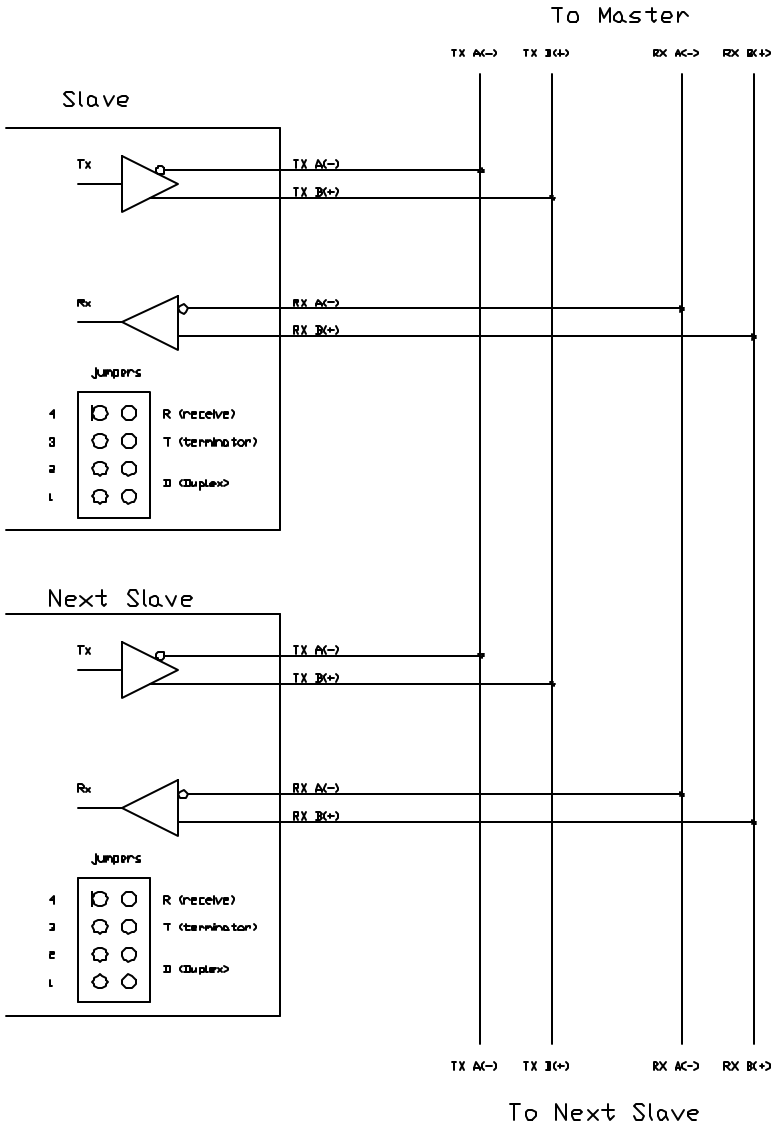 To Master
TX A(-) TX B(+) RX A(-) RX B(+)
Slave
Tx
TX A(-)
TX B(+)
Rx
RX A(-)
RX B(+)
Jumpers
4 R (receive)
3 T (terminator)
2
D (Duplex)
1
Next Slave
Tx
TX A(-)
TX B(+)
Rx
RX A(-)
RX B(+)
Jumpers
4 R (receive)
3 T (terminator)
2
D (Duplex)
1
TX A(-) TX B(+) RX A(-) RX B(+)
To Next Slave